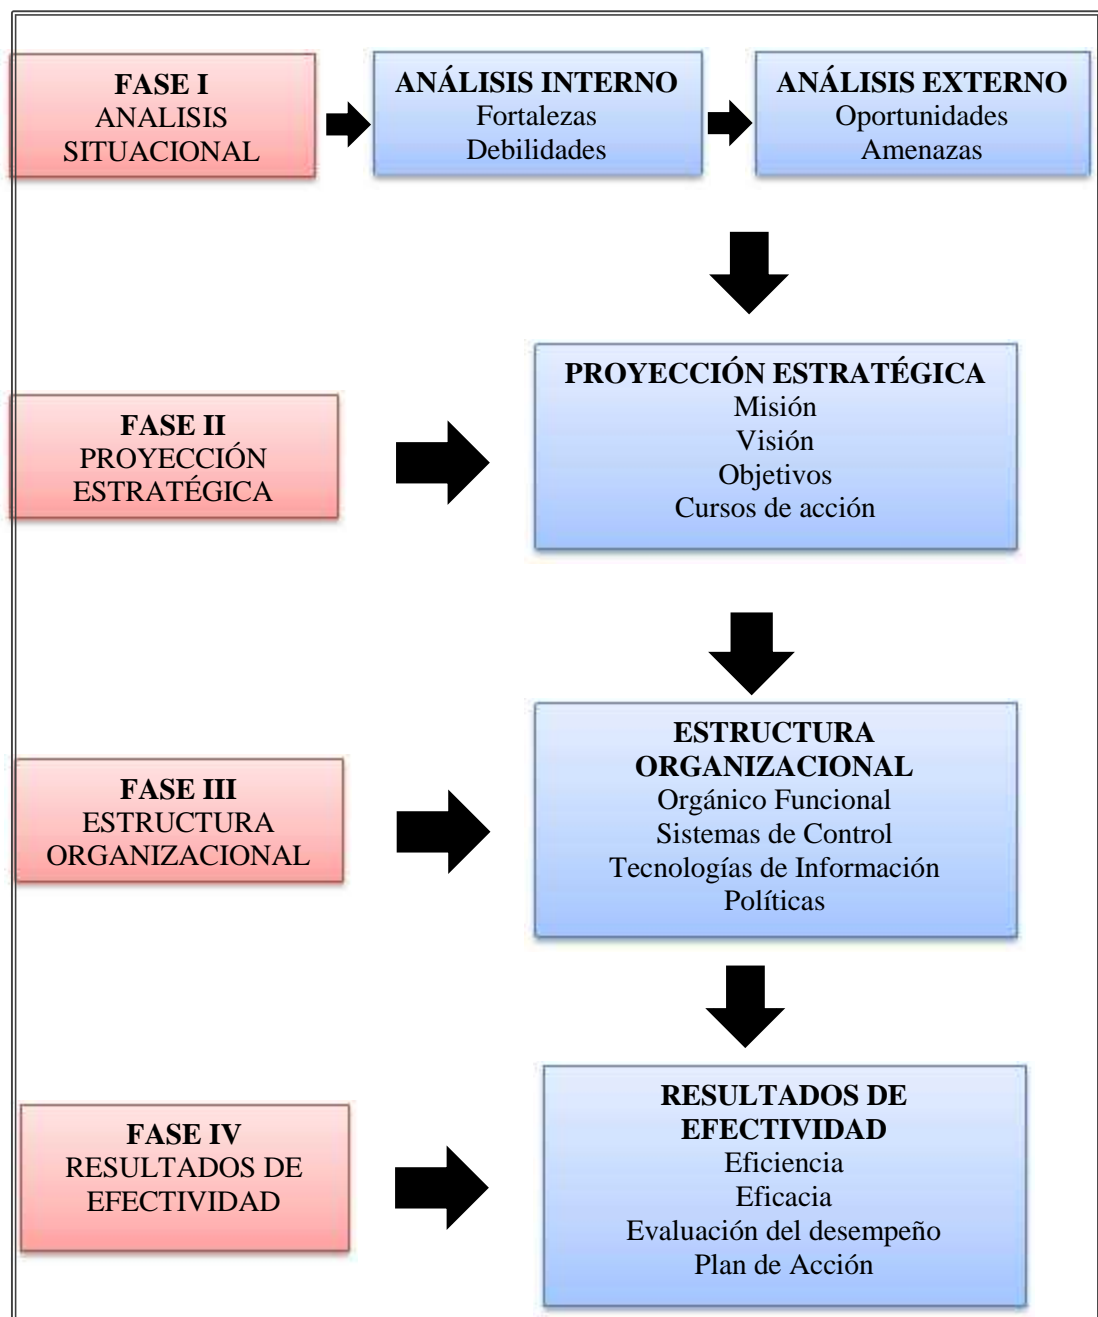 FASE I
ANALISIS
SITUACIONAL
ANÁLISIS INTERNO
Fortalezas
Debilidades
ANÁLISIS EXTERNO
Oportunidades
Amenazas
FASE II
PROYECCIÓN
ESTRATÉGICA
PROYECCIÓN ESTRATÉGICA
Misión
Visión
Objetivos
Cursos de acción
FASE III
ESTRUCTURA
ORGANIZACIONAL
ESTRUCTURA
ORGANIZACIONAL
Orgánico Funcional
Sistemas de Control
Tecnologías de Información
Políticas
FASE IV
RESULTADOS DE
EFECTIVIDAD
RESULTADOS DE
EFECTIVIDAD
Eficiencia
Eficacia
Evaluación del desempeño
Plan de Acción